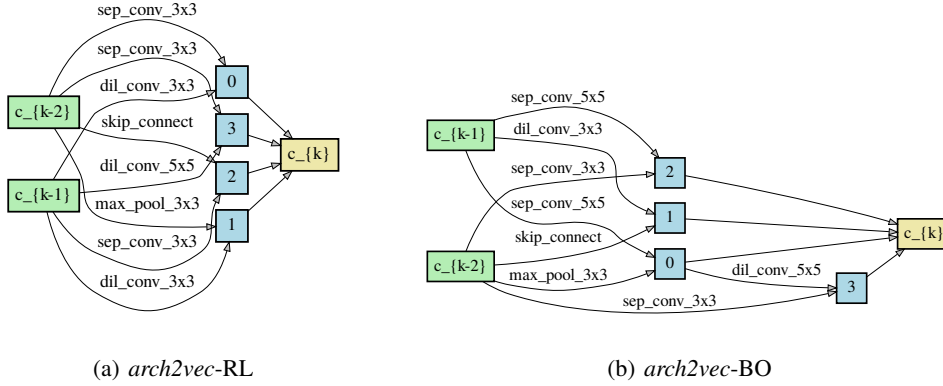 sep_conv_3x3
sep_conv_3x3
dil_conv_3x3
skip_connect
dil_conv_5x5
max_pool_3x3
sep_conv_3x3
dil_conv_3x3
c_{k-2}
c_{k-1}
0
3
2
1
c_{k}
(a) arch2vec-RL
sep_conv_5x5
dil_conv_3x3
sep_conv_3x3
sep_conv_5x5
skip_connect
max_pool_3x3
sep_conv_3x3
dil_conv_5x5
c_{k-1}
c_{k-2}
2
1
0
3
c_{k}
(b) arch2vec-BO